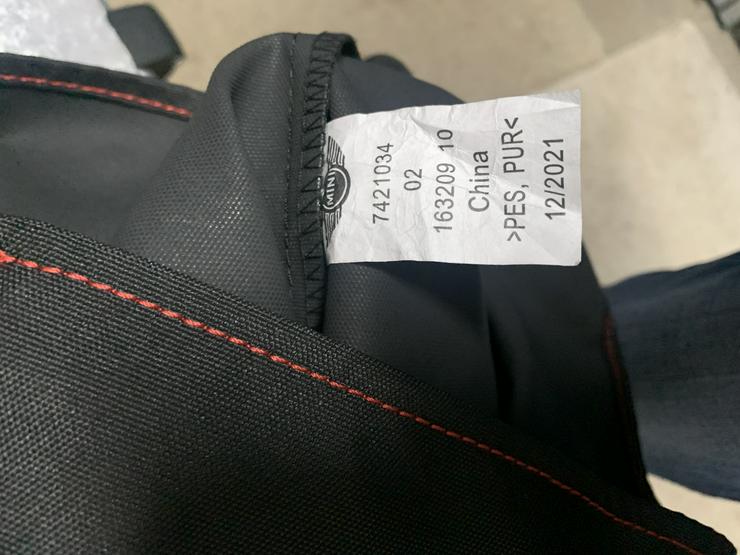 MINI
7421034
02
163209 10
China
>PES, PUR<
12/2021